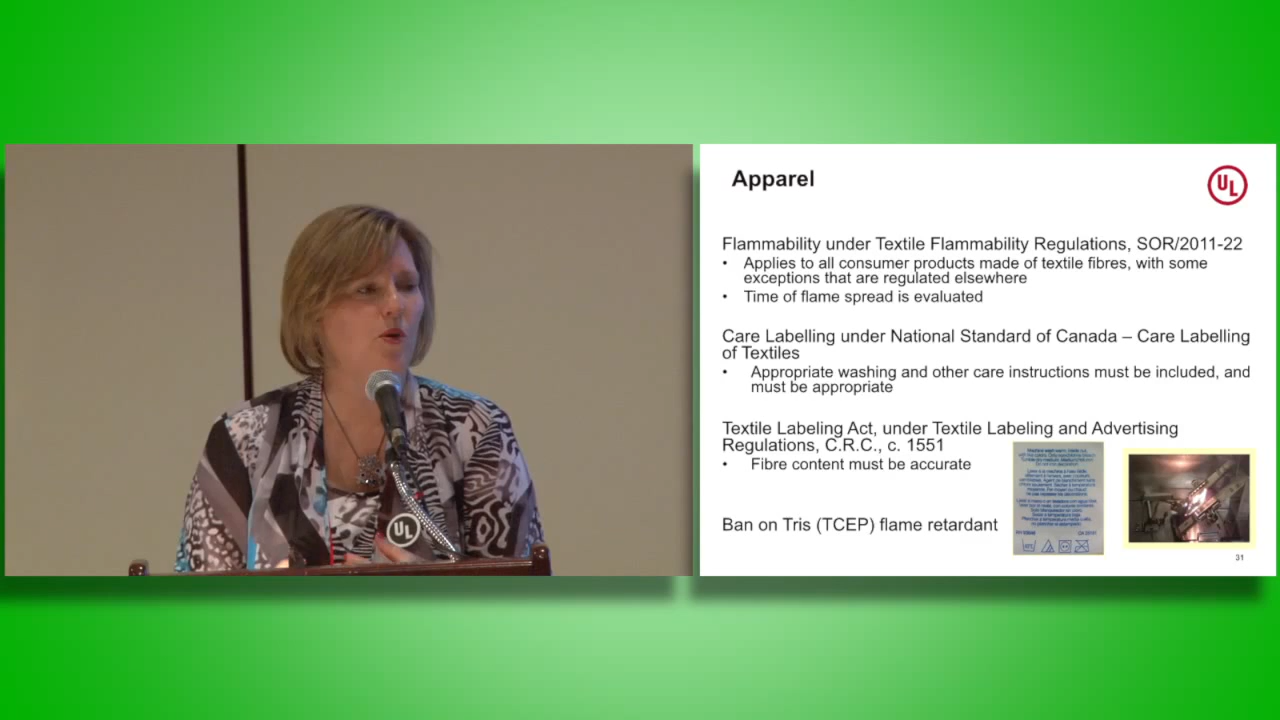 UL
Apparel
UL
Flammability under Textile Flammability Regulations, SOR/2011-22
• Applies to all consumer products made of textile fibres, with some
exceptions that are regulated elsewhere
• Time of flame spread is evaluated
Care Labelling under National Standard of Canada – Care Labelling
of Textiles
• Appropriate washing and other care instructions must be included, and
must be appropriate
Textile Labeling Act, under Textile Labeling and Advertising
Regulations, C.R.C., c. 1551
• Fibre content must be accurate
Ban on Tris (TCEP) flame retardant
31